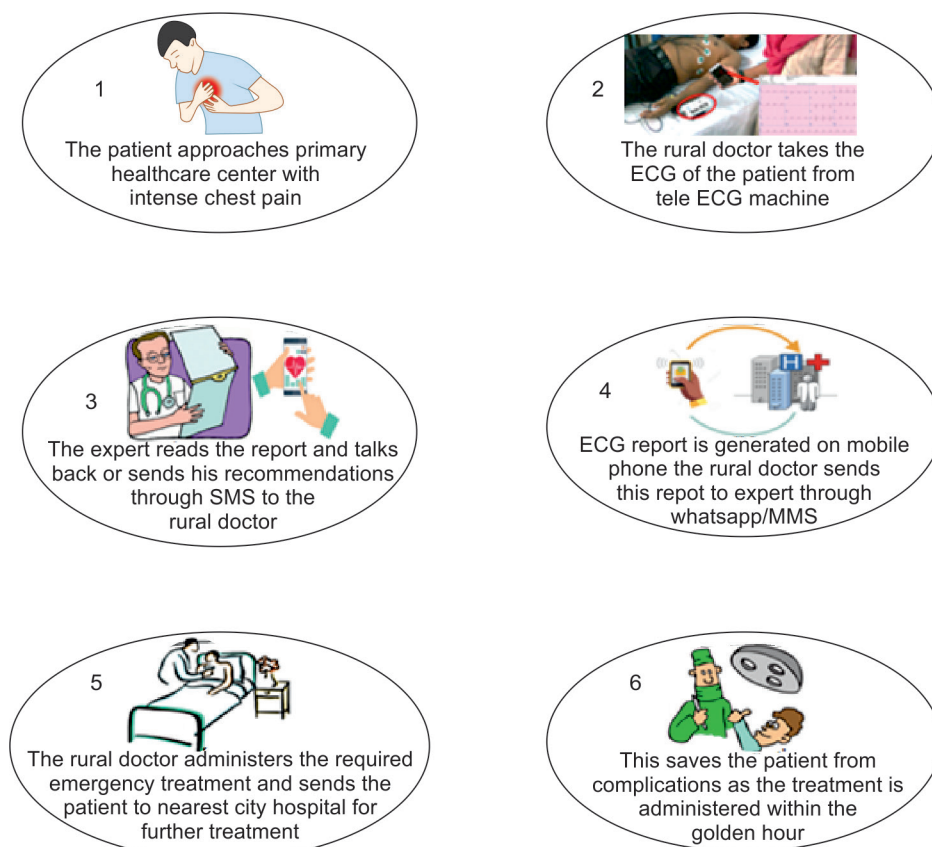 1
The patient approaches primary
healthcare center with
intense chest pain
2
The rural doctor takes the
ECG of the patient from
tele ECG machine
3
The expert reads the report and talks
back or sends his recommendations
through SMS to the
rural doctor
4
H
ECG report is generated on mobile
phone the rural doctor sends
this repot to expert through
whatsapp/MMS
5
The rural doctor administers the required
emergency treatment and sends the
patient to nearest city hospital for
further treatment
6
This saves the patient from
complications as the treatment is
administered within the
golden hour